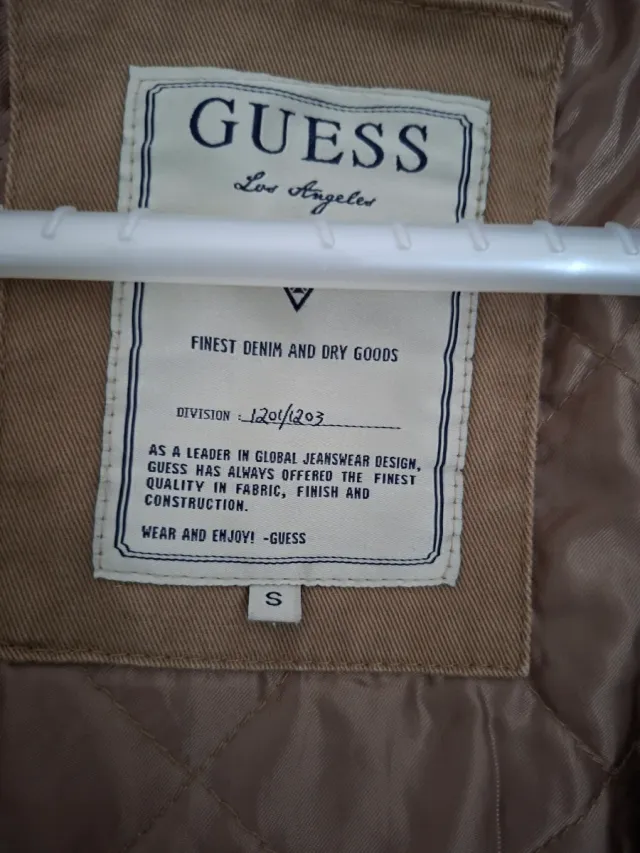 GUESS
Los Angeles
FINEST DENIM AND DRY GOODS
DIVISION : 1201/1203
AS A LEADER IN GLOBAL JEANSWEAR DESIGN,
GUESS HAS ALWAYS OFFERED THE FINEST
QUALITY IN FABRIC, FINISH AND
CONSTRUCTION.
WEAR AND ENJOY! -GUESS
S